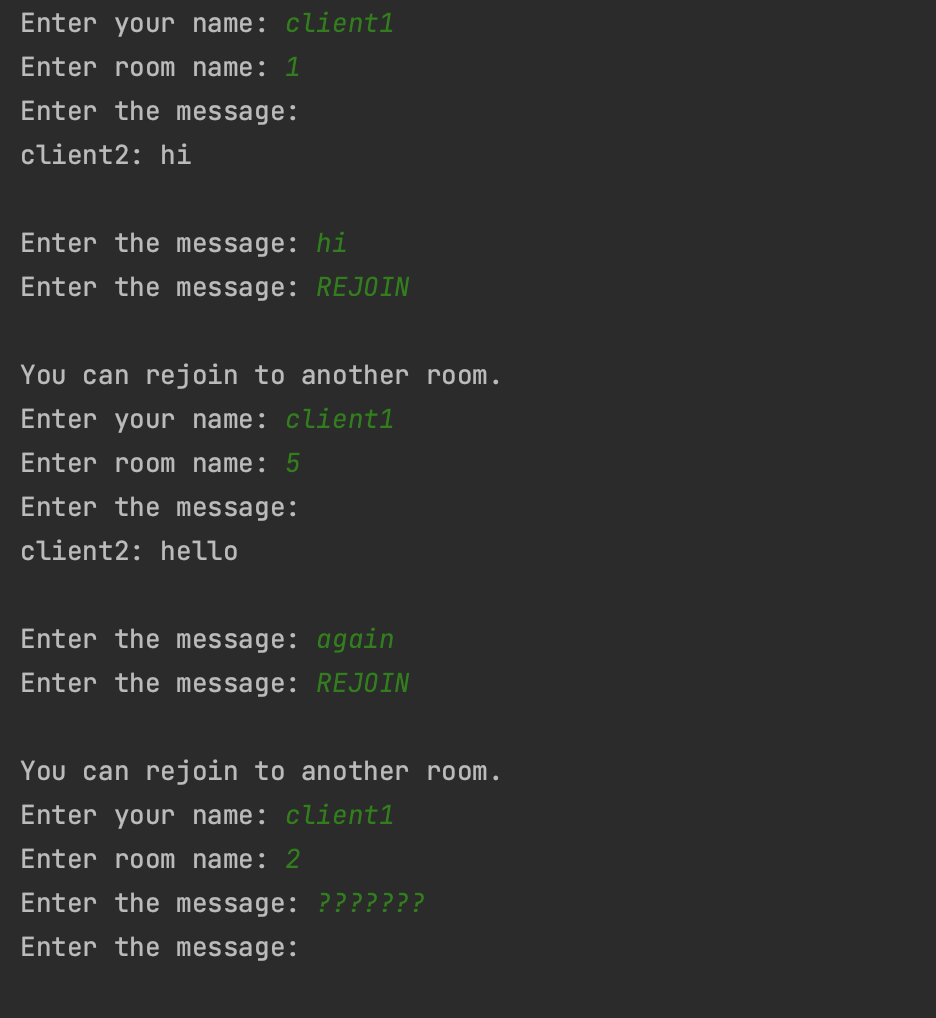 Enter your name: client1
Enter room name: 1
Enter the message:
client2: hi
Enter the message: hi
Enter the message: REJOIN
You can rejoin to another room.
Enter your name: client1
Enter room name: 5
Enter the message:
client2: hello
Enter the message: again
Enter the message: REJOIN
You can rejoin to another room.
Enter your name: client1
Enter room name: 2
Enter the message: ???????
Enter the message: